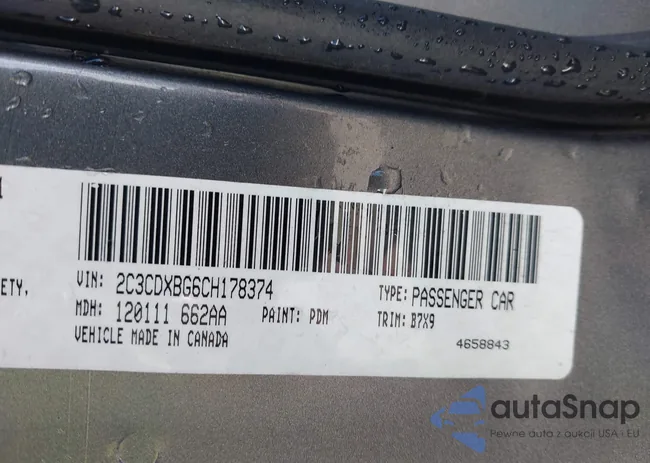 ETY,
VIN: 2C3CDXBG6CH178374
TYPE: PASSENGER CAR
MDH: 120111 662AA
PAINT: PDM
TRIM: B7X9
VEHICLE MADE IN CANADA
4658843
autaSnap
Pewne auta z aukcji USA i EU